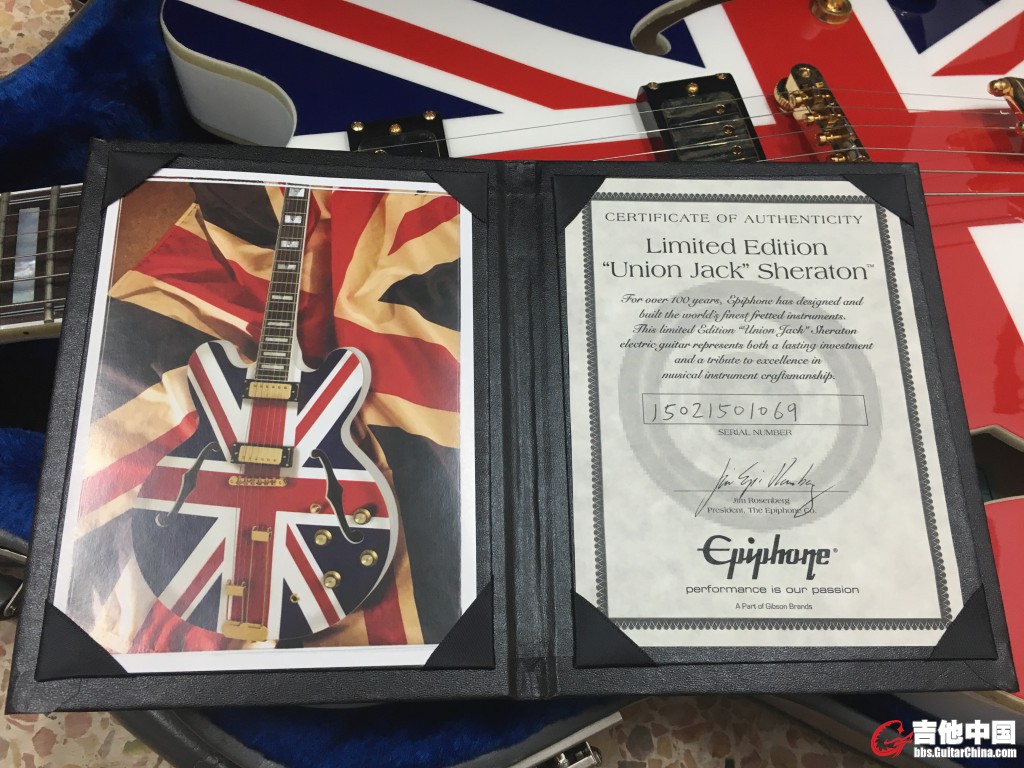 CERTIFICATE OF AUTHENTICITY
Limited Edition
"Union Jack" Sheraton™
For over 100 years, Epiphone has designed and
built the world's finest fretted instruments.
This limited Edition "Union Jack" Sheraton
electric guitar represents both a lasting investment
and a tribute to excellence in
musical instrument craftsmanship.
15021501069
SERIAL NUMBER
Jim "Epi" Rosenberg
Jim Rosenberg
President, The Epiphone Co.
Epiphone®
performance is our passion
A Part of Gibson Brands
吉他中国
bbs.GuitarChina.com